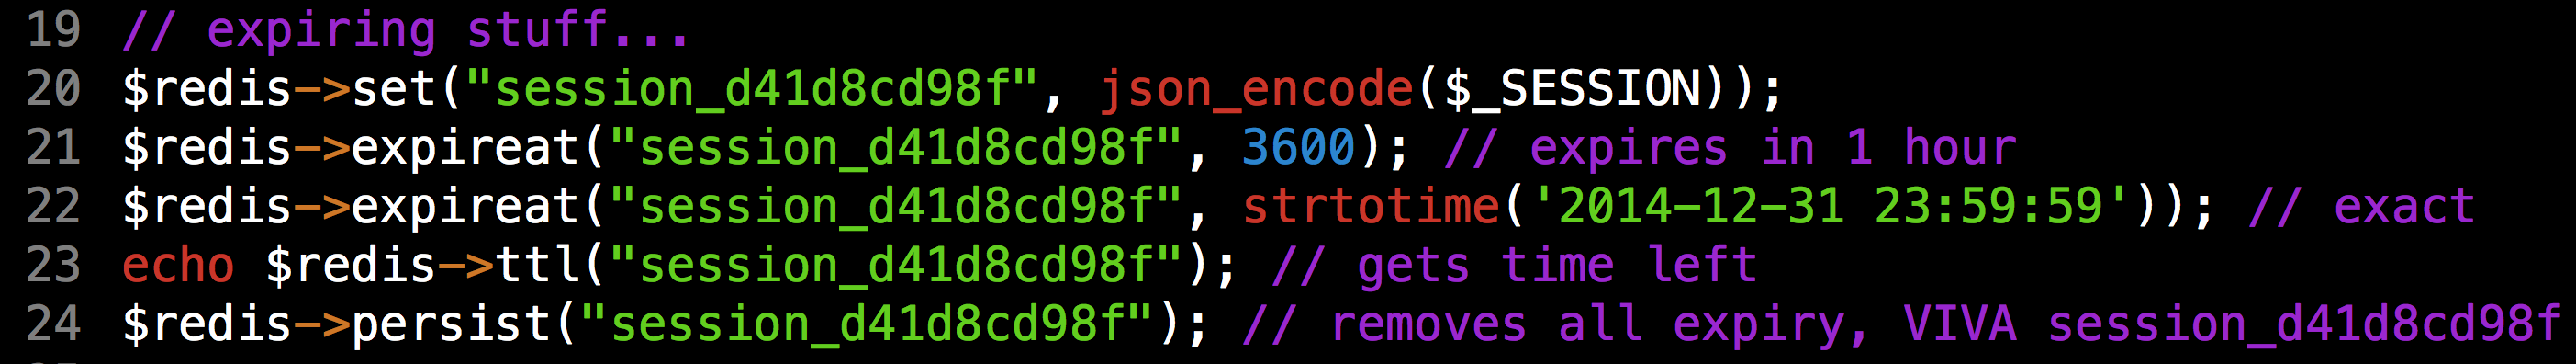 19 // expiring stuff...
20 $redis->set("session_d41d8cd98f", json_encode($_SESSION));
21 $redis->expireat("session_d41d8cd98f", 3600); // expires in 1 hour
22 $redis->expireat("session_d41d8cd98f", strtotime('2014-12-31 23:59:59')); // exact
23 echo $redis->ttl("session_d41d8cd98f"); // gets time left
24 $redis->persist("session_d41d8cd98f"); // removes all expiry, VIVA session_d41d8cd98f